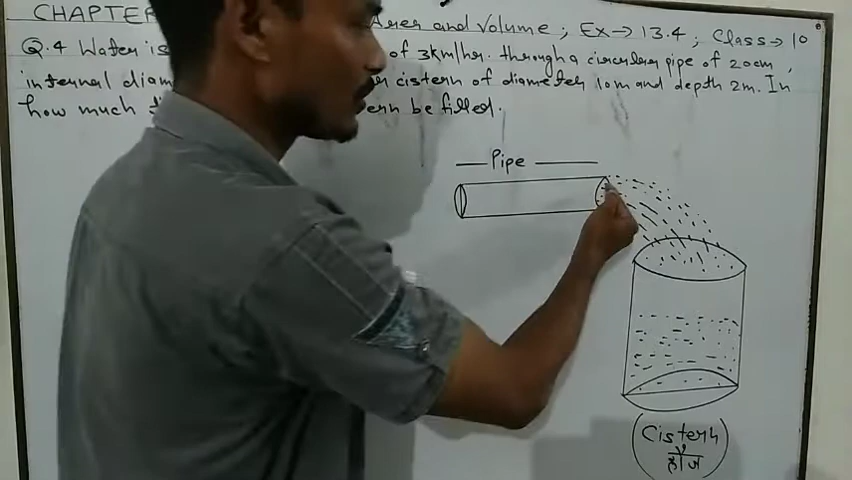 CHAPTER Area and Volume ; Ex→ 13.4 ; Class→ 10
Q.4 Water is of 3km/hr. through a circular pipe of 20cm ,
internal diam cistern of diameter 10m and depth 2m. In
how much be filled.
Pipe
Cistern
हौज